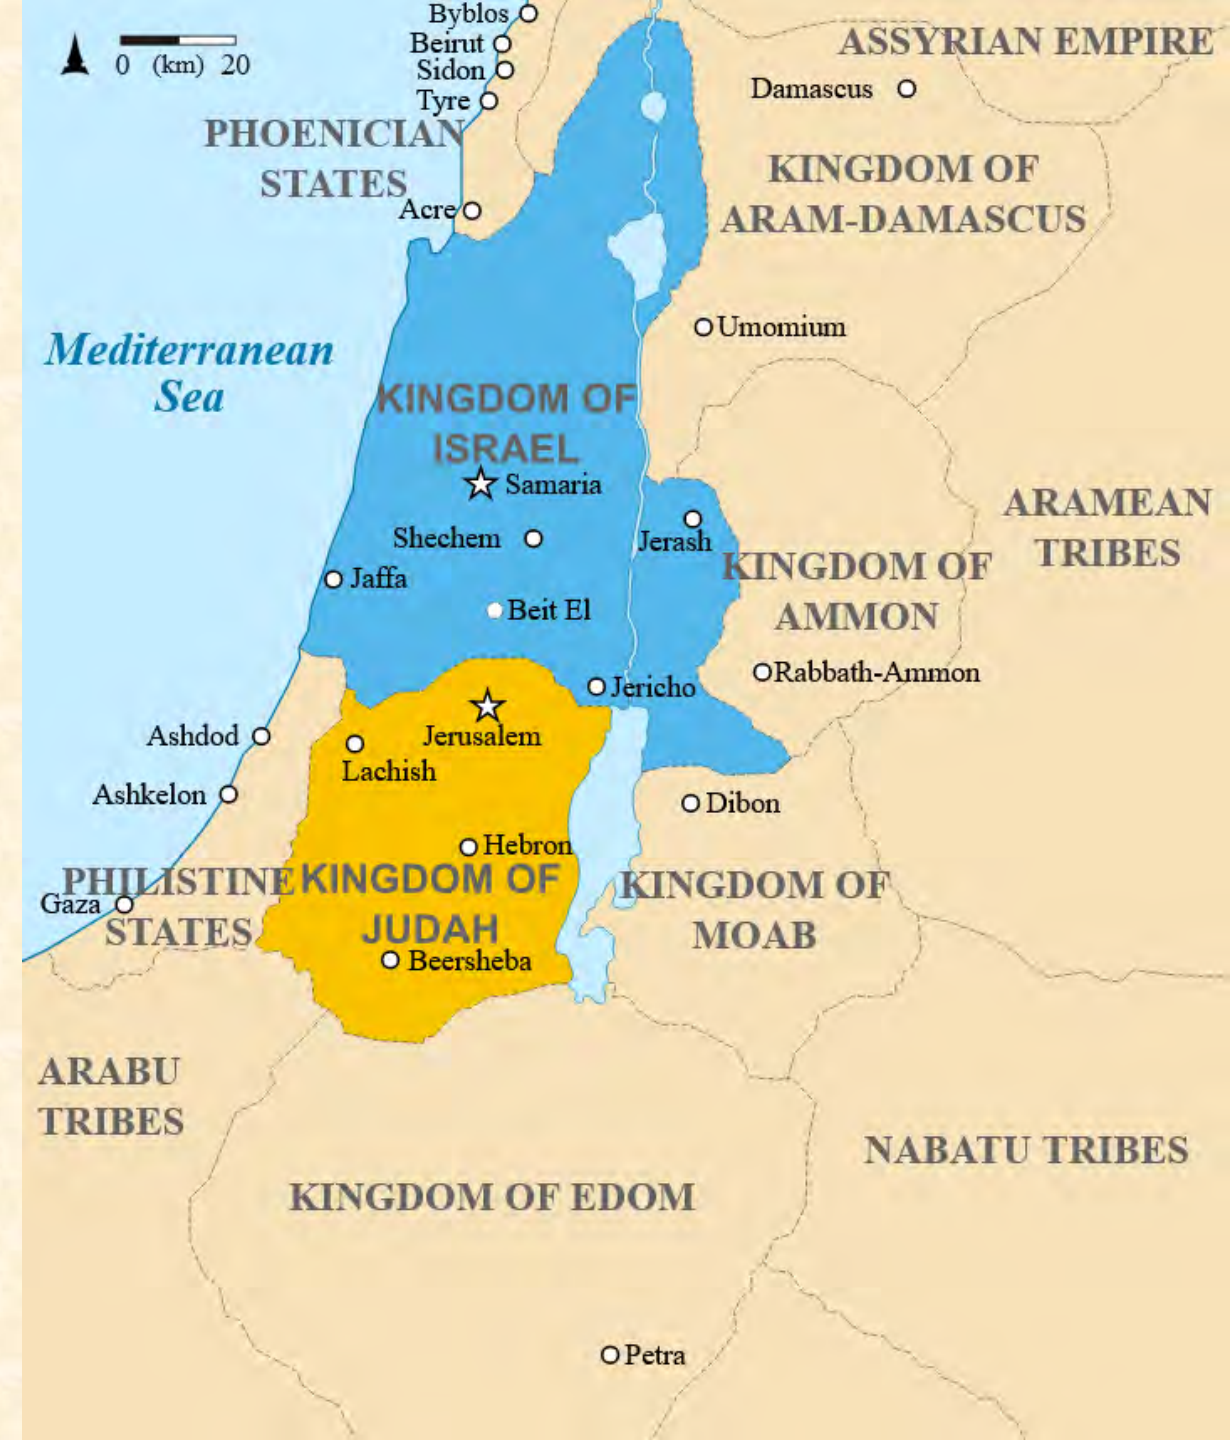 Byblos
Beirut
Sidon
Tyre
0 (km) 20
ASSYRIAN EMPIRE
Damascus
PHOENICIAN
STATES
KINGDOM OF
ARAM-DAMASCUS
Acre
Umomium
Mediterranean
Sea
KINGDOM OF
ISRAEL
Samaria
Shechem
Jerash
ARAMEAN
TRIBES
KINGDOM OF
AMMON
Jaffa
Beit El
Rabbath-Ammon
Jericho
Ashdod
Jerusalem
Lachish
Ashkelon
Dibon
Hebron
PHILISTINE
STATES
Gaza
KINGDOM OF
JUDAH
KINGDOM OF
MOAB
Beersheba
ARABU
TRIBES
NABATU TRIBES
KINGDOM OF EDOM
Petra